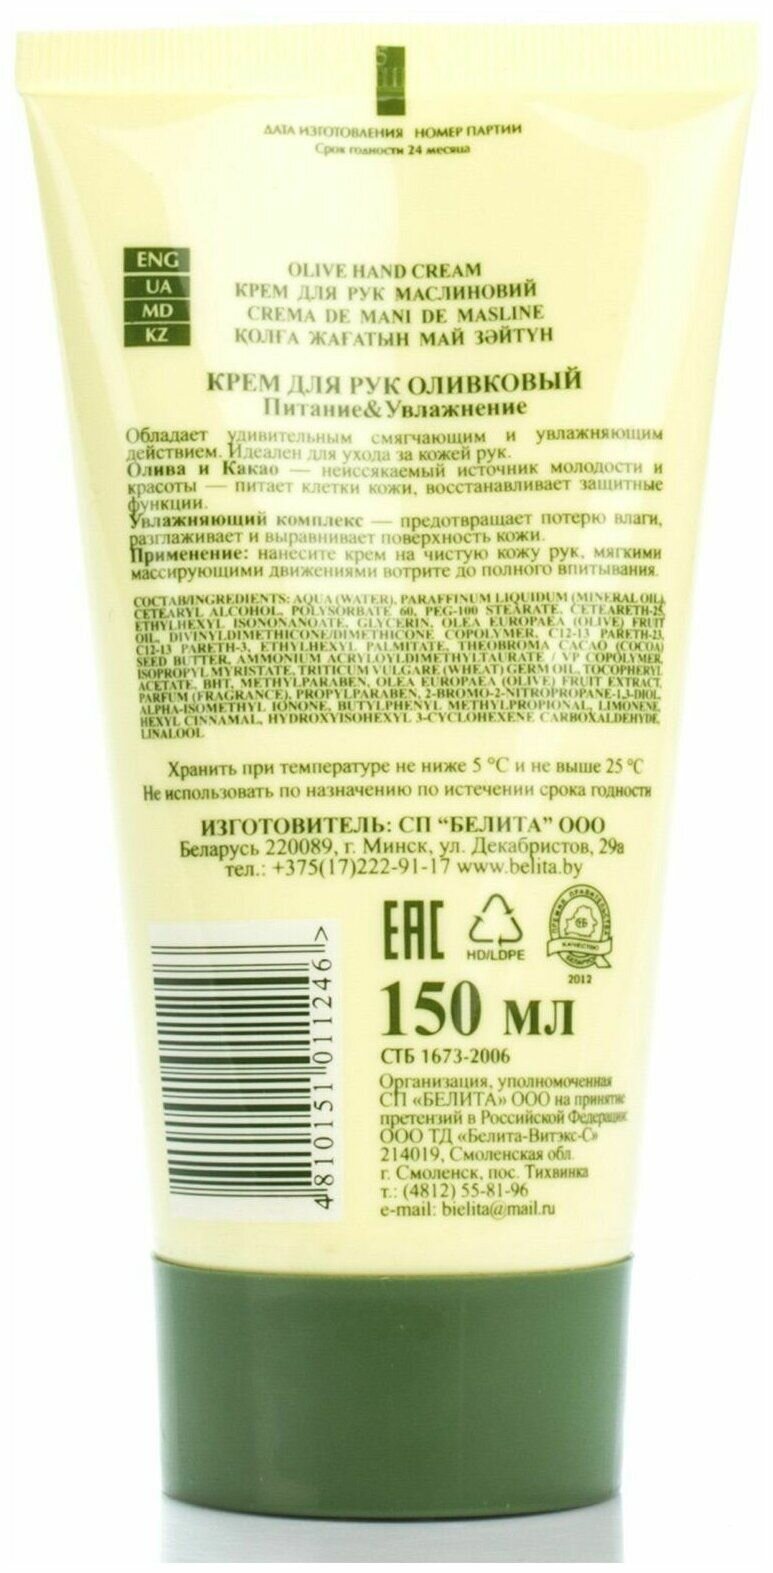 ДАТА ИЗГОТОВЛЕНИЯ НОМЕР ПАРТИИ
Срок годности 24 месяца
ENG
UA
MD
KZ
OLIVE HAND CREAM
КРЕМ ДЛЯ РУК МАСЛИНОВИЙ
CREMA DE MANI DE MASLINE
ҚОЛҒА ЖАҒАТЫН МАЙ ЗӘЙТҮН
КРЕМ ДЛЯ РУК ОЛИВКОВЫЙ
Питание&Увлажнение
Обладает удивительным смягчающим и увлажняющим
действием. Идеален для ухода за кожей рук.
Олива и Какао — неиссякаемый источник молодости и
красоты — питает клетки кожи, восстанавливает защитные
функции.
Увлажняющий комплекс — предотвращает потерю влаги,
разглаживает и выравнивает поверхность кожи.
Применение: нанесите крем на чистую кожу рук, мягкими
массирующими движениями вотрите до полного впитывания.
СОСТАВ/INGREDIENTS: AQUA (WATER), PARAFFINUM LIQUIDUM (MINERAL OIL),
CETEARYL ALCOHOL, POLYSORBATE 60, PEG-100 STEARATE, CETEARETH-25,
ETHYLHEXYL ISONONANOATE, GLYCERIN, OLEA EUROPAEA (OLIVE) FRUIT
OIL, DIVINYLDIMETHICONE/DIMETHICONE COPOLYMER, C12-13 PARETH-23,
C12-13 PARETH-3, ETHYLHEXYL PALMITATE, THEOBROMA CACAO (COCOA)
SEED BUTTER, AMMONIUM ACRYLOYLDIMETHYLTAURATE / VP COPOLYMER,
ISOPROPYL MYRISTATE, TRITICUM VULGARE (WHEAT) GERM OIL, TOCOPHERYL
ACETATE, BHT, METHYLPARABEN, OLEA EUROPAEA (OLIVE) FRUIT EXTRACT,
PARFUM (FRAGRANCE), PROPYLPARABEN, 2-BROMO-2-NITROPROPANE-1,3-DIOL,
ALPHA-ISOMETHYL IONONE, BUTYLPHENYL METHYLPROPIONAL, LIMONENE,
HEXYL CINNAMAL, HYDROXYISOHEXYL 3-CYCLOHEXENE CARBOXALDEHYDE,
LINALOOL
Хранить при температуре не ниже 5 °С и не выше 25 °С
Не использовать по назначению по истечении срока годности
ИЗГОТОВИТЕЛЬ: СП “БЕЛИТА” ООО
Беларусь 220089, г. Минск, ул. Декабристов, 29а
тел.: +375(17)222-91-17 www.belita.by
EAC
HD/LDPE
ПРЕМИЯ ПРАВИТЕЛЬСТВА
КАЧЕСТВО
2012
150 мл
СТБ 1673-2006
Организация, уполномоченная
СП «БЕЛИТА» ООО на принятие
претензий в Российской Федерации:
ООО ТД «Белита-Витэкс-С»
214019, Смоленская обл.
г. Смоленск, пос. Тихвинка
т.: (4812) 55-81-96
e-mail: bielita@mail.ru
4 810151 011246 >